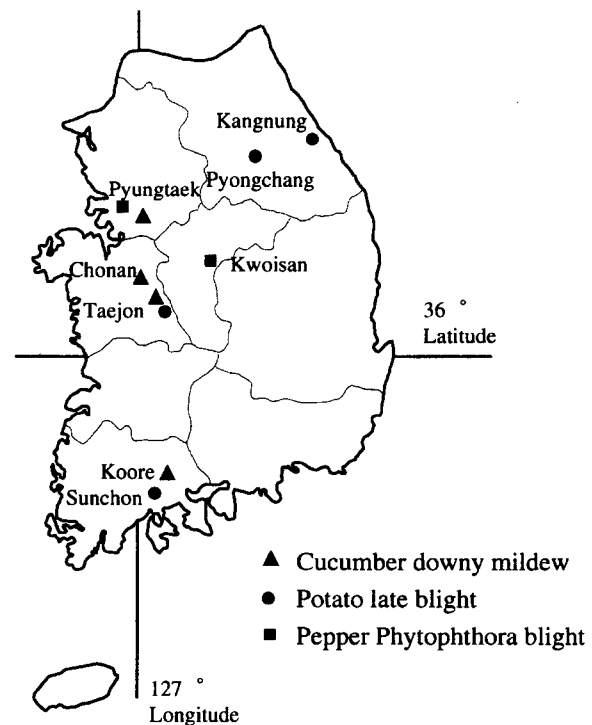 Kangnung
Pyongchang
Pyungtaek
Kwoisan
Chonan
Taejon
36 °
Latitude
Koore
Sunchon
Cucumber downy mildew
Potato late blight
Pepper Phytophthora blight
127 °
Longitude